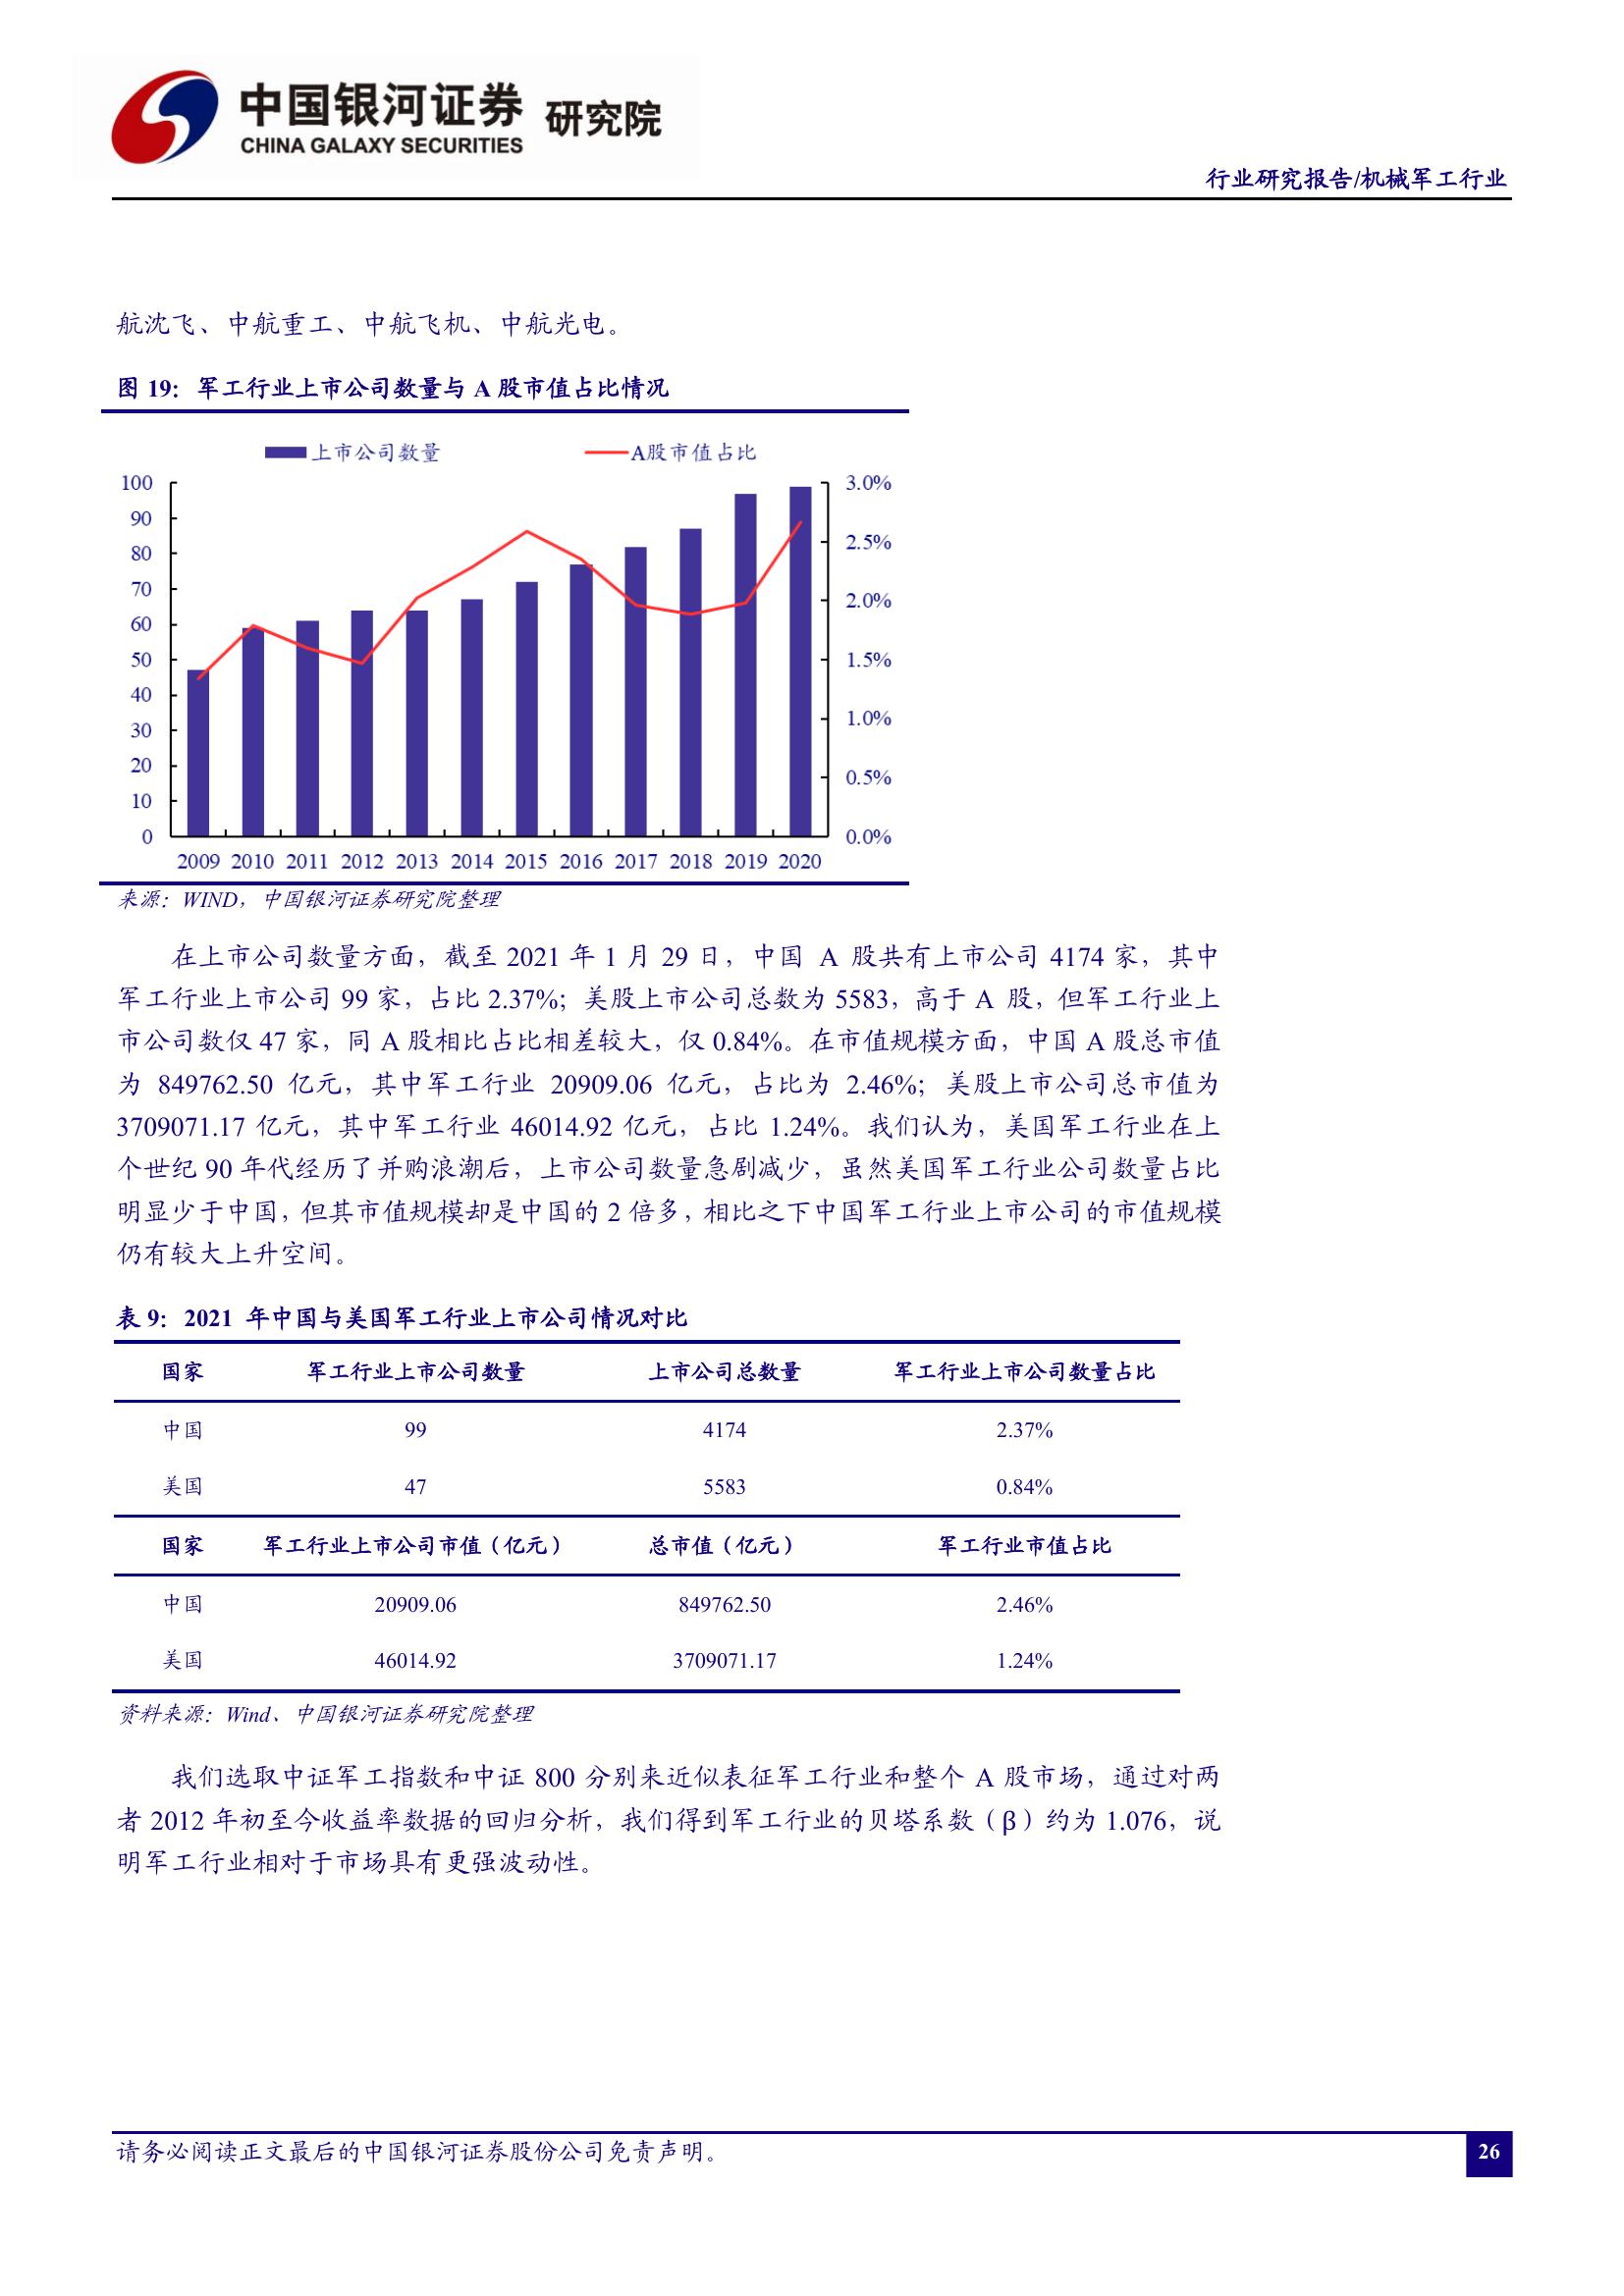 中国银河证券 研究院
CHINA GALAXY SECURITIES
行业研究报告/机械军工行业
航沈飞、中航重工、中航飞机、中航光电。
图 19：军工行业上市公司数量与 A 股市值占比情况
上市公司数量 A股市值占比
100 3.0%
90
80 2.5%
70
60 2.0%
50 1.5%
40
30 1.0%
20 0.5%
10
0 0.0%
2009 2010 2011 2012 2013 2014 2015 2016 2017 2018 2019 2020
来源：WIND，中国银河证券研究院整理
在上市公司数量方面，截至 2021 年 1 月 29 日，中国 A 股共有上市公司 4174 家，其中
军工行业上市公司 99 家，占比 2.37%；美股上市公司总数为 5583，高于 A 股，但军工行业上
市公司数仅 47 家，同 A 股相比占比相差较大，仅 0.84%。在市值规模方面，中国 A 股总市值
为 849762.50 亿元，其中军工行业 20909.06 亿元，占比为 2.46%；美股上市公司总市值为
3709071.17 亿元，其中军工行业 46014.92 亿元，占比 1.24%。我们认为，美国军工行业在上
个世纪 90 年代经历了并购浪潮后，上市公司数量急剧减少，虽然美国军工行业公司数量占比
明显少于中国，但其市值规模却是中国的 2 倍多，相比之下中国军工行业上市公司的市值规模
仍有较大上升空间。
表 9：2021 年中国与美国军工行业上市公司情况对比
国家 军工行业上市公司数量 上市公司总数量 军工行业上市公司数量占比
中国 99 4174 2.37%
美国 47 5583 0.84%
国家 军工行业上市公司市值（亿元） 总市值（亿元） 军工行业市值占比
中国 20909.06 849762.50 2.46%
美国 46014.92 3709071.17 1.24%
资料来源：Wind、中国银河证券研究院整理
我们选取中证军工指数和中证 800 分别来近似表征军工行业和整个 A 股市场，通过对两
者 2012 年初至今收益率数据的回归分析，我们得到军工行业的贝塔系数（β）约为 1.076，说
明军工行业相对于市场具有更强波动性。
请务必阅读正文最后的中国银河证券股份公司免责声明。
26